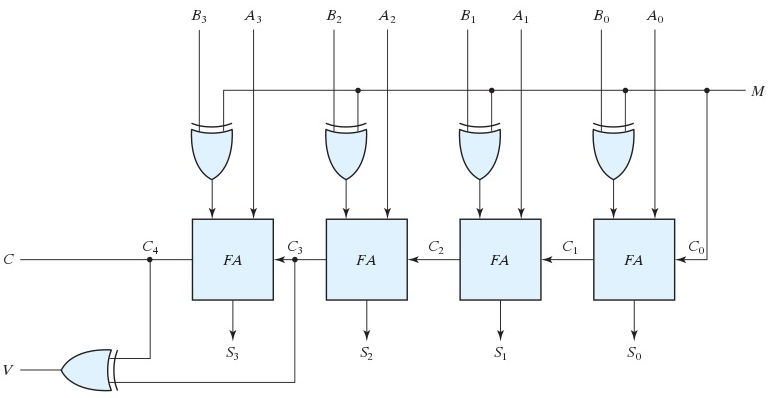 B₃ A₃ B₂ A₂ B₁ A₁ B₀ A₀
M
C C₄ FA C₃ FA C₂ FA C₁ FA C₀
S₃ S₂ S₁ S₀
V